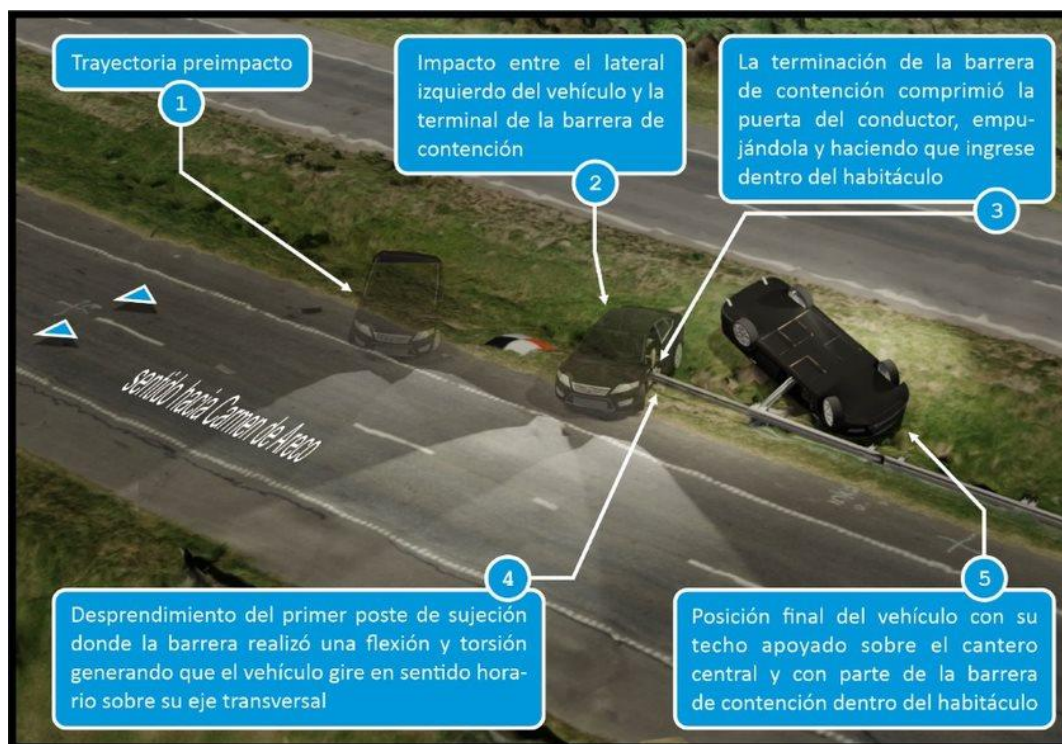 Trayectoria preimpacto
1
Impacto entre el lateral
izquierdo del vehículo y la
terminal de la barrera de
contención
2
La terminación de la barrera
de contención comprimió la
puerta del conductor, empu-
jándola y haciendo que ingrese
dentro del habitáculo
3
sentido hacia Carmen de Areco
4
Desprendimiento del primer poste de sujeción
donde la barrera realizó una flexión y torsión
generando que el vehículo gire en sentido hora-
rio sobre su eje transversal
5
Posición final del vehículo con su
techo apoyado sobre el cantero
central y con parte de la barrera
de contención dentro del habitáculo